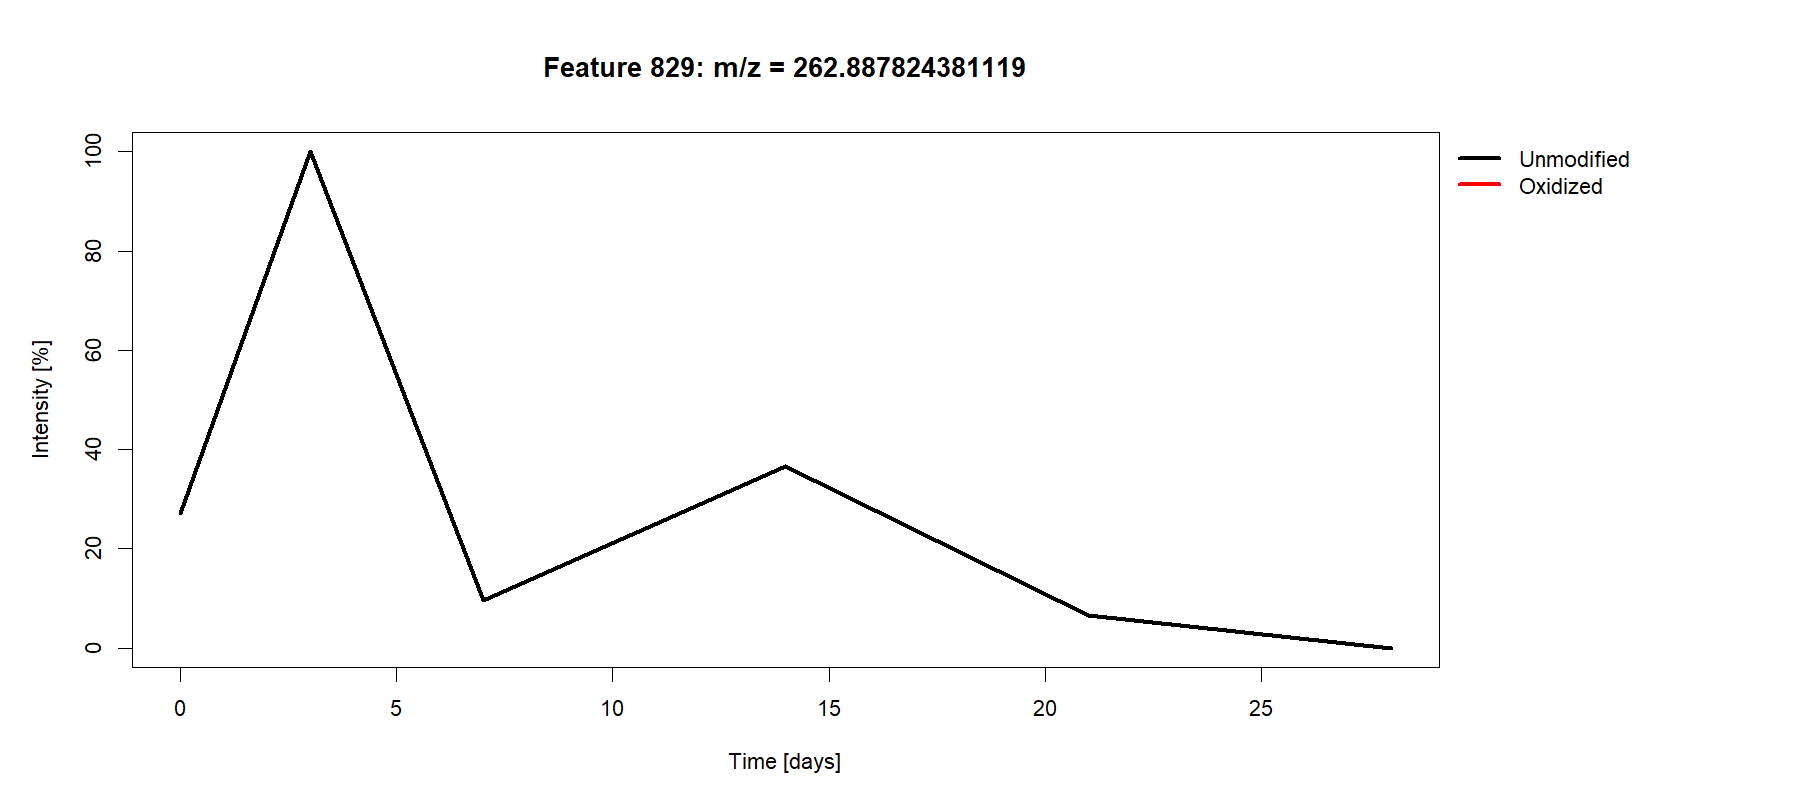 Feature 829: m/z = 262.887824381119
Unmodified
Oxidized
Intensity [%]
100
80
60
40
20
0
0 5 10 15 20 25
Time [days]